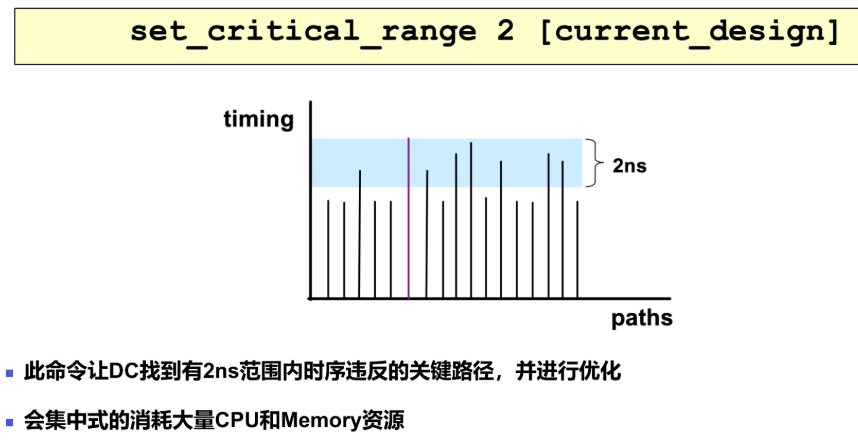 set_critical_range 2 [current_design]
timing
2ns
paths
此命令让DC找到有2ns范围内时序违反的关键路径，并进行优化
会集中式的消耗大量CPU和Memory资源